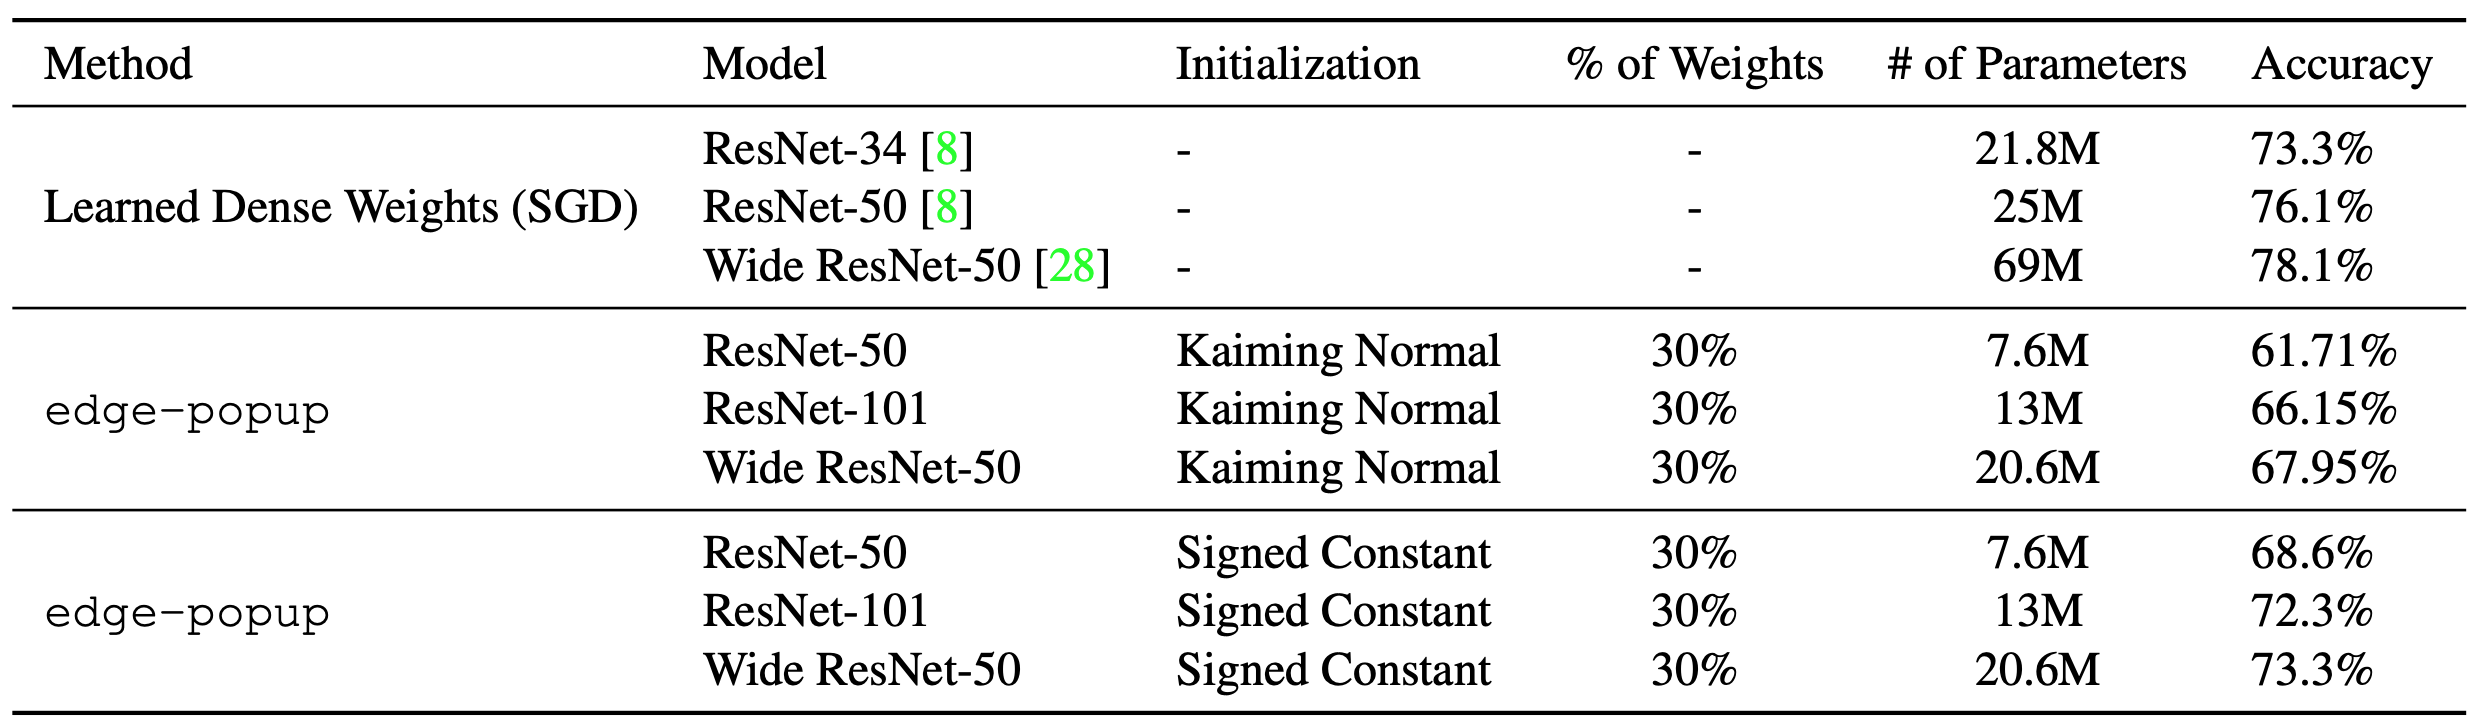 Method Model Initialization % of Weights # of Parameters Accuracy
ResNet-34 [8] - - 21.8M 73.3%
Learned Dense Weights (SGD) ResNet-50 [8] - - 25M 76.1%
Wide ResNet-50 [28] - - 69M 78.1%
ResNet-50 Kaiming Normal 30% 7.6M 61.71%
edge-popup ResNet-101 Kaiming Normal 30% 13M 66.15%
Wide ResNet-50 Kaiming Normal 30% 20.6M 67.95%
ResNet-50 Signed Constant 30% 7.6M 68.6%
edge-popup ResNet-101 Signed Constant 30% 13M 72.3%
Wide ResNet-50 Signed Constant 30% 20.6M 73.3%